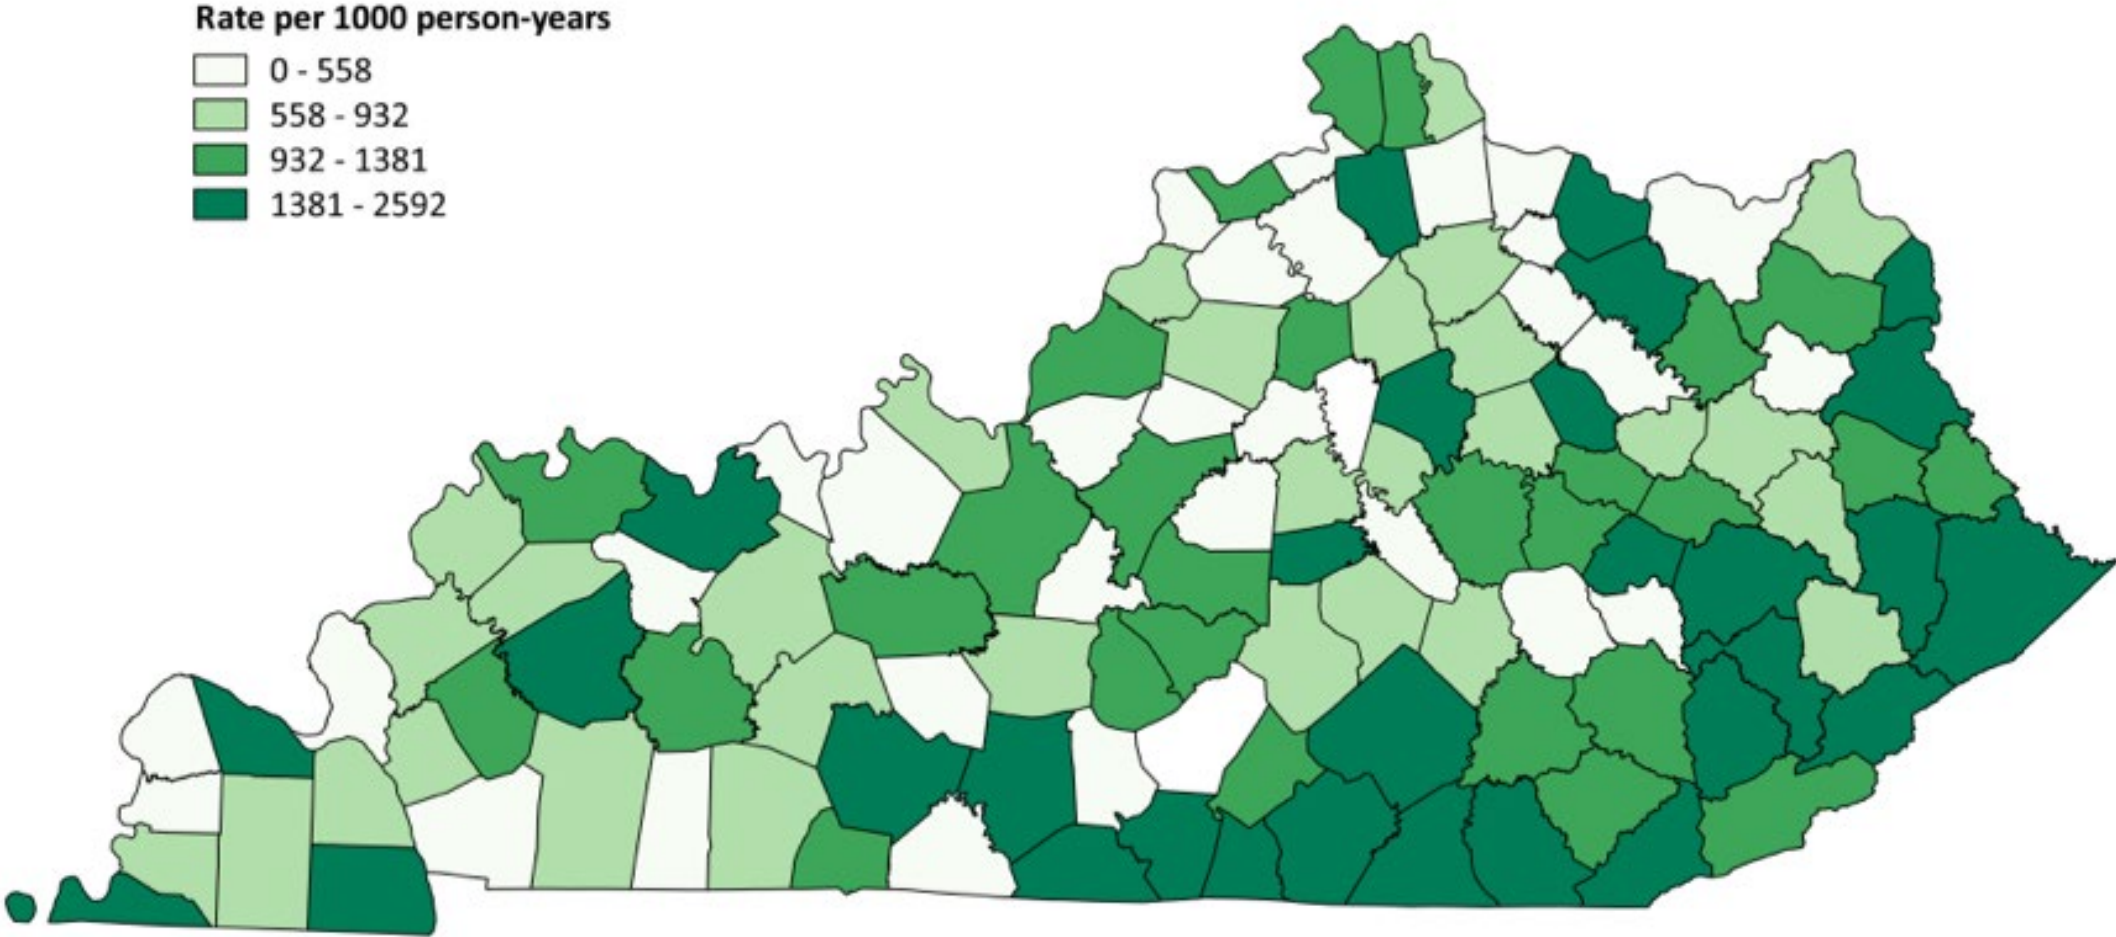 Rate per 1000 person-years
0 - 558
558 - 932
932 - 1381
1381 - 2592